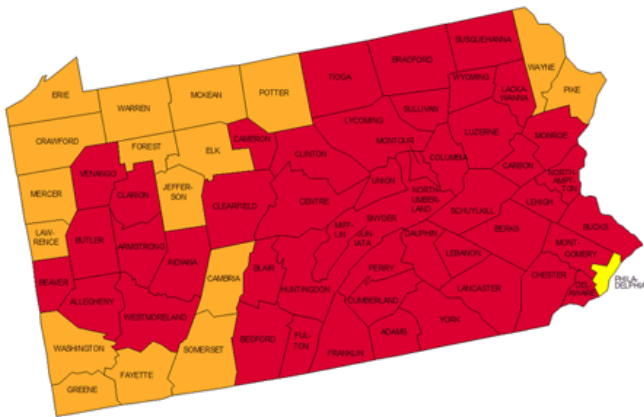 SUSQUEHANNA
BRADFORD
WAYNE
TIOGA
MCKEAN
POTTER
ERIE
WARREN
WYOMING
PIKE
LACKA-
WANNA
SULLIVAN
LYCOMING
CRAWFORD
FOREST
ELK
CAMERON
LUZERNE
MONROE
MONTOUR
CLINTON
COLUMBIA
VENANGO
CARBON
MERCER
CLARION
JEFFER-
SON
NORTH-
AMPT-
TON
UNION
NORTH-
UMBER-
LAND
CLEARFIELD
CENTRE
LEHIGH
SCHUYLKILL
SNYDER
LAW-
RENCE
BUTLER
MIFF-
LIN
JUN-
IATA
DAUPHIN
BERKS
BUCKS
ARMSTRONG
INDIANA
MONT-
GOMERY
LEBANON
CAMBRIA
BLAIR
BEAVER
PERRY
ALLEGHENY
HUNTINGDON
CHESTER
PHILA-
DELPHIA
DEL-
AWARE
LANCASTER
CUMBERLAND
WESTMORELAND
YORK
ADAMS
FUL-
TON
BEDFORD
FRANKLIN
SOMERSET
WASHINGTON
FAYETTE
GREENE